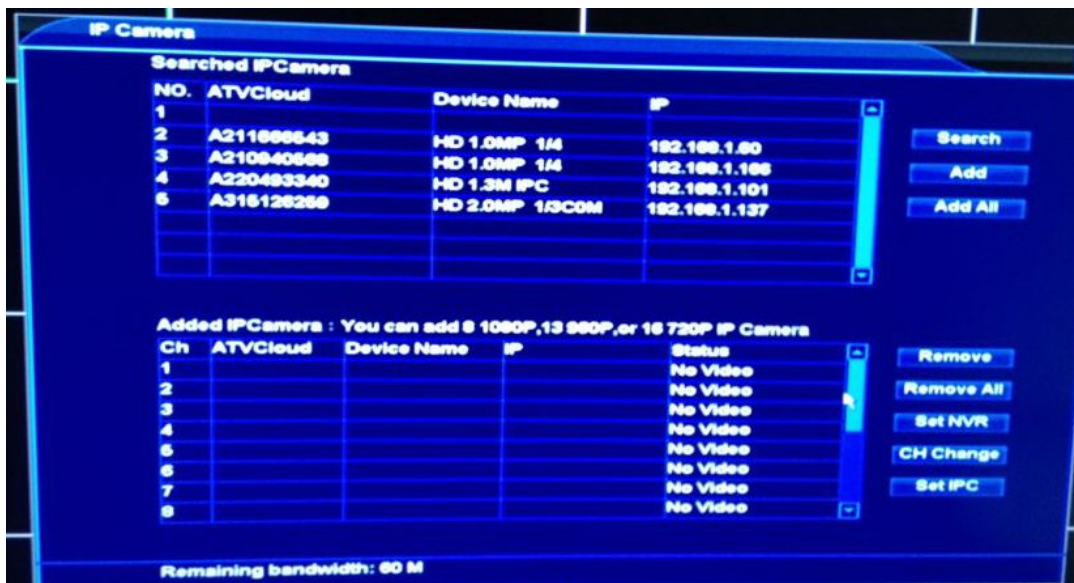 IP Camera
Searched IPCamera
NO. ATVCloud Device Name IP
1
2 A211666643 HD 1.0MP 1/4 192.168.1.60
3 A210940568 HD 1.0MP 1/4 192.168.1.166
4 A220493340 HD 1.3M IPC 192.168.1.101
5 A315126259 HD 2.0MP 1/3COM 192.168.1.137
Search
Add
Add All
Added IPCamera : You can add 8 1080P,13 960P,or 16 720P IP Camera
Ch ATVCloud Device Name IP Status
1 No Video
2 No Video
3 No Video
4 No Video
5 No Video
6 No Video
7 No Video
8 No Video
Remove
Remove All
Set NVR
CH Change
Set IPC
Remaining bandwidth: 60 M